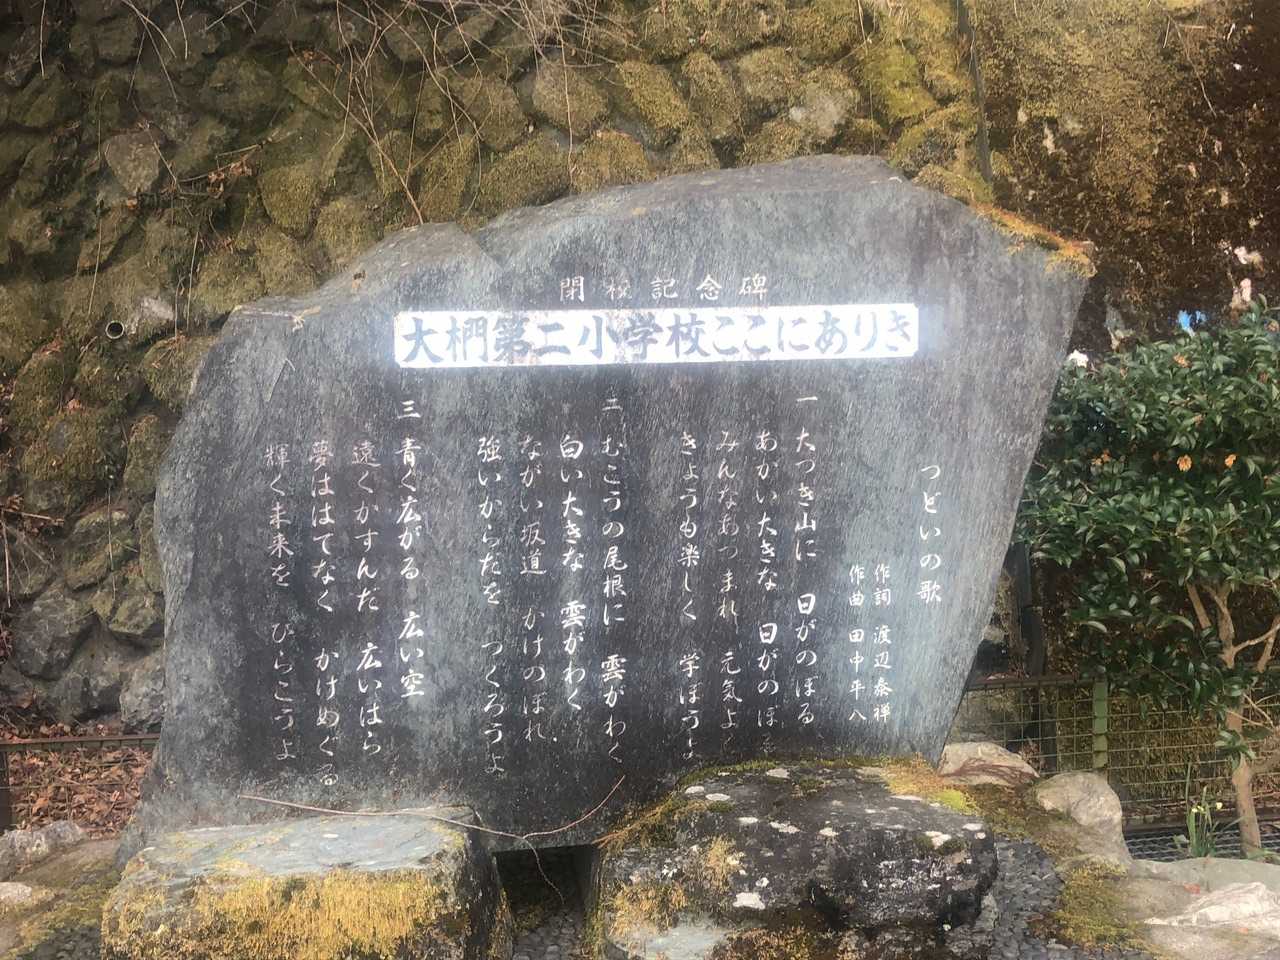 閉校記念碑
大椚第二小学校ここにありき
つどいの歌
作詞 渡辺泰禅
作曲 田中平八
一 大つき山に 日がのぼる
あかい大きな 日がのぼる
みんなあつまれ 元気よく
きょうも楽しく 学ぼうよ
二 むこうの尾根に 雲がわく
白い大きな 雲がわく
ながい坂道 かけのぼれ
強いからだを つくろうよ
三 青く広がる 広い空
遠くかすんだ 広いはら
夢ははてなく かけめぐる
輝く未来を ひらこうよ